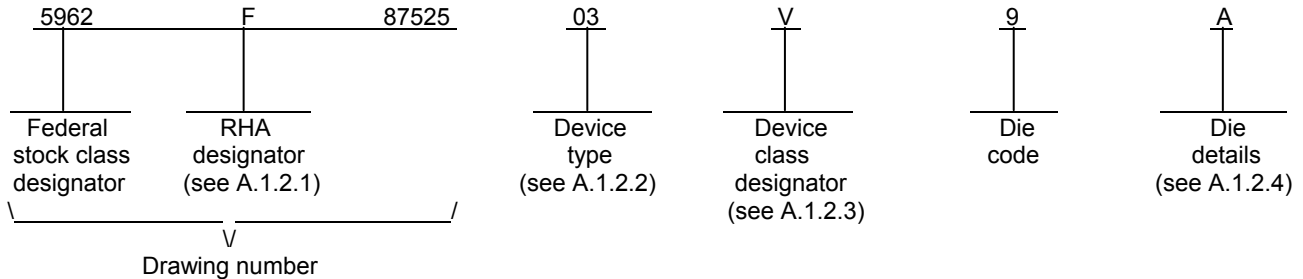 5962 F 87525 03 V 9 A
Federal RHA Device Device Die Die
stock class designator type class code details
designator (see A.1.2.1) (see A.1.2.2) designator (see A.1.2.4)
(see A.1.2.3)
\ /
\/
Drawing number